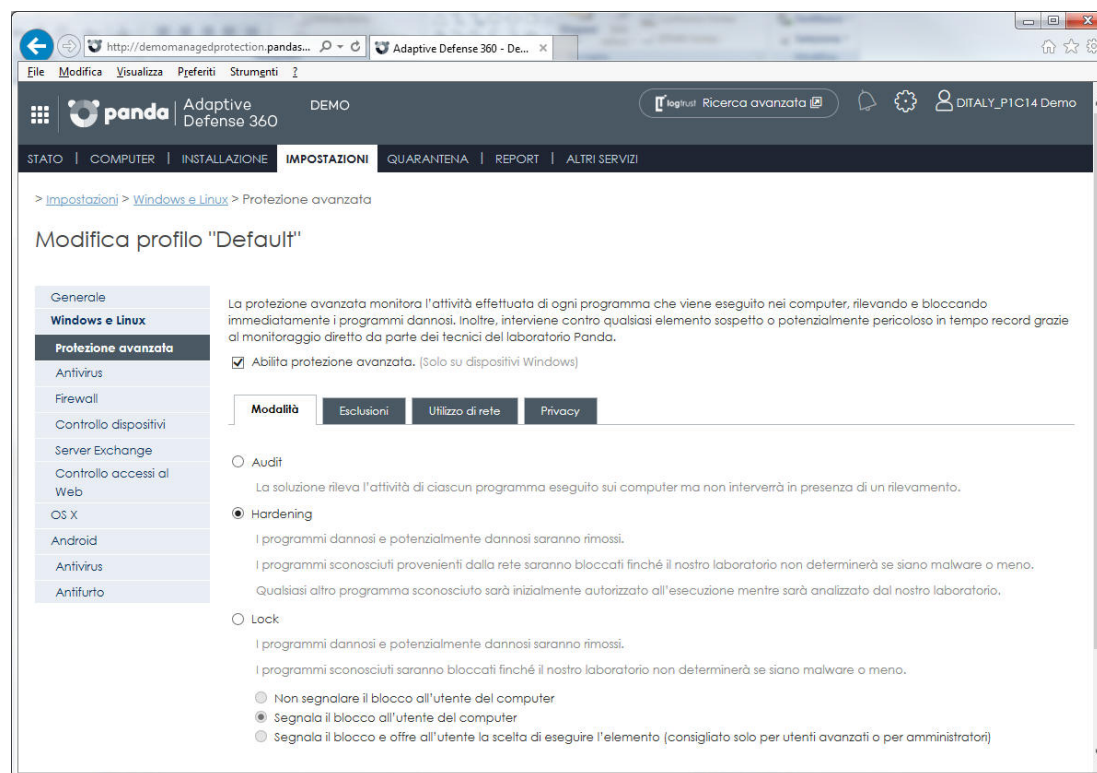 http://demomanagedprotection.pandas...
Adaptive Defense 360 - De...
File Modifica Visualizza Preferiti Strumenti ?
panda
Adaptive
Defense 360
DEMO
logtrust Ricerca avanzata
DITALY_P1C14 Demo
STATO | COMPUTER | INSTALLAZIONE IMPOSTAZIONI QUARANTENA | REPORT | ALTRI SERVIZI
> Impostazioni > Windows e Linux > Protezione avanzata
Modifica profilo "Default"
Generale
Windows e Linux
Protezione avanzata
Antivirus
Firewall
Controllo dispositivi
Server Exchange
Controllo accessi al
Web
OS X
Android
Antivirus
Antifurto
La protezione avanzata monitora l'attività effettuata di ogni programma che viene eseguito nei computer, rilevando e bloccando
immediatamente i programmi dannosi. Inoltre, interviene contro qualsiasi elemento sospetto o potenzialmente pericoloso in tempo record grazie
al monitoraggio diretto da parte dei tecnici del laboratorio Panda.
Abilita protezione avanzata. (Solo su dispositivi Windows)
Modalità Esclusioni Utilizzo di rete Privacy
Audit
La soluzione rileva l'attività di ciascun programma eseguito sui computer ma non interverrà in presenza di un rilevamento.
Hardening
I programmi dannosi e potenzialmente dannosi saranno rimossi.
I programmi sconosciuti provenienti dalla rete saranno bloccati finché il nostro laboratorio non determinerà se siano malware o meno.
Qualsiasi altro programma sconosciuto sarà inizialmente autorizzato all'esecuzione mentre sarà analizzato dal nostro laboratorio.
Lock
I programmi dannosi e potenzialmente dannosi saranno rimossi.
I programmi sconosciuti saranno bloccati finché il nostro laboratorio non determinerà se siano malware o meno.
Non segnalare il blocco all'utente del computer
Segnala il blocco all'utente del computer
Segnala il blocco e offre all'utente la scelta di eseguire l'elemento (consigliato solo per utenti avanzati o per amministratori)